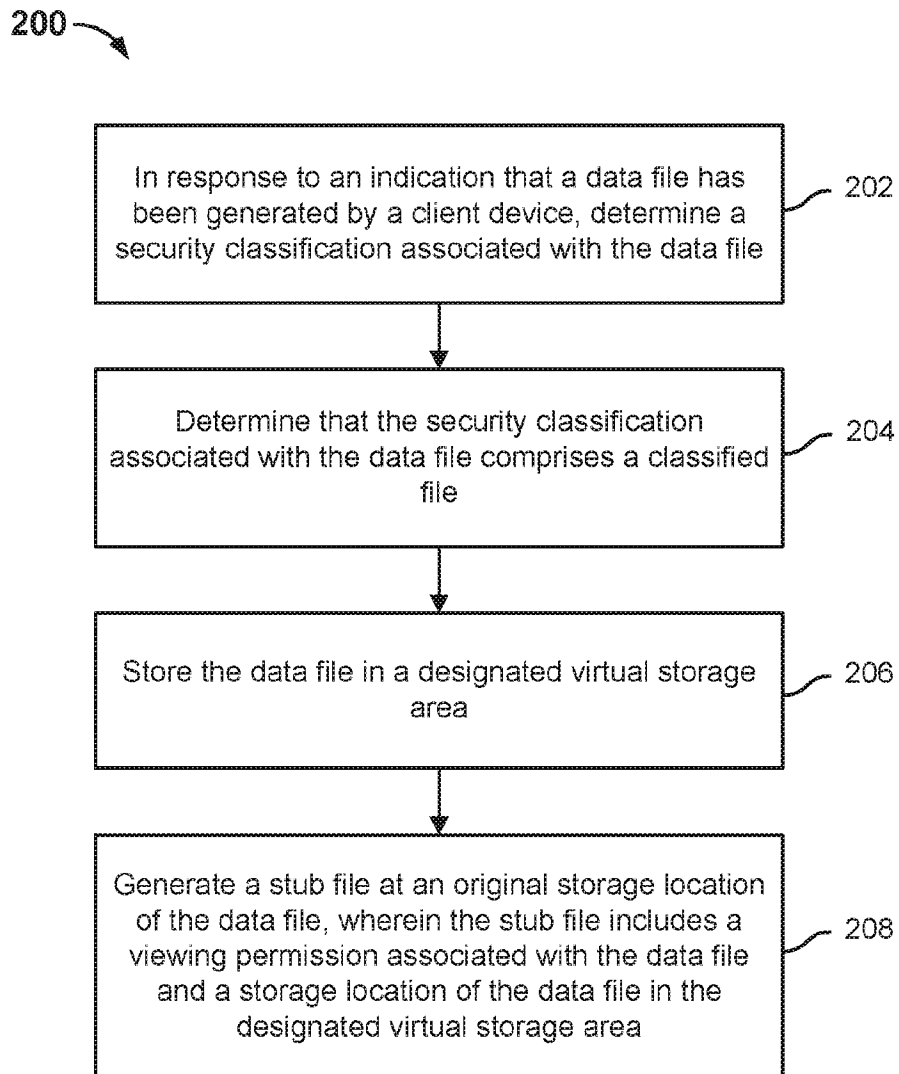 200
In response to an indication that a data file has
been generated by a client device, determine a
security classification associated with the data file
202
Determine that the security classification
associated with the data file comprises a classified
file
204
Store the data file in a designated virtual storage
area
206
Generate a stub file at an original storage location
of the data file, wherein the stub file includes a
viewing permission associated with the data file
and a storage location of the data file in the
designated virtual storage area
208